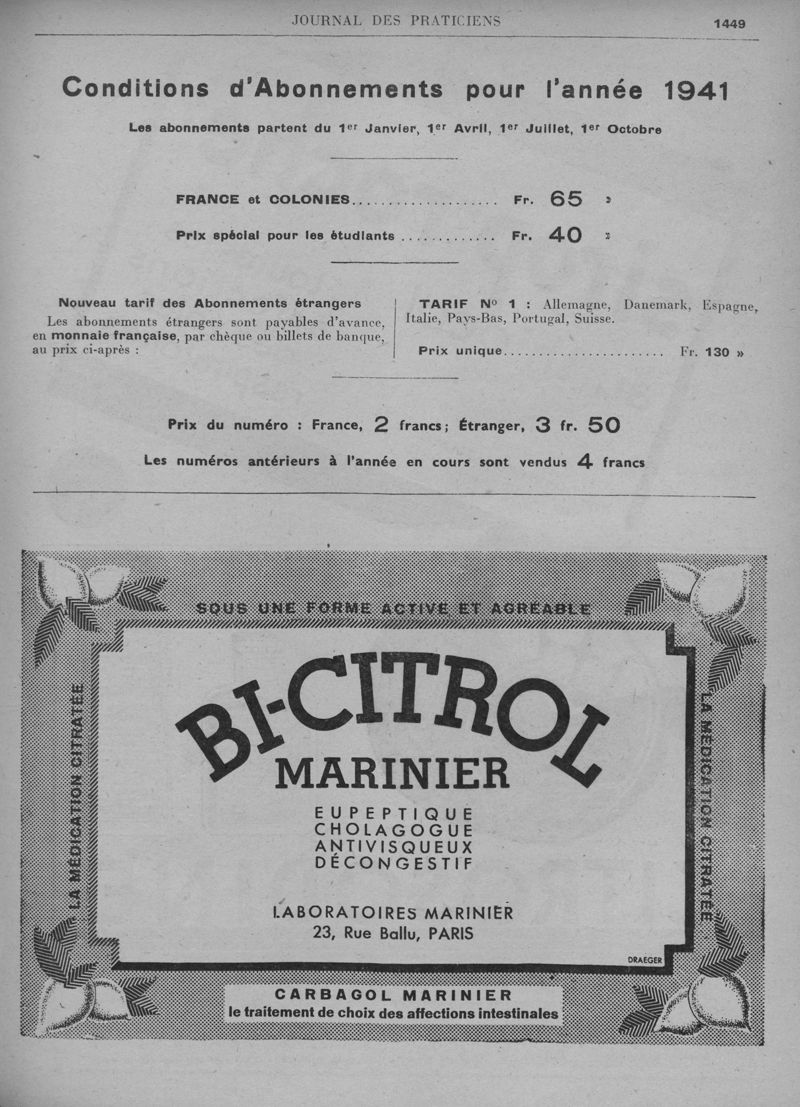 JOURNAL DES PRATICIENS
1449
Conditions d'Abonnements pour l'année 1941
Les abonnements partent du 1er Janvier, 1er Avril, 1er Juillet, 1er Octobre
FRANCE et COLONIES.................... Fr. 65 »
Prix spécial pour les étudiants ............. Fr. 40 »
Nouveau tarif des Abonnements étrangers
Les abonnements étrangers sont payables d'avance,
en monnaie française, par chèque ou billets de banque,
au prix ci-après :
TARIF No 1 : Allemagne, Danemark, Espagne,
Italie, Pays-Bas, Portugal, Suisse.
Prix unique....................... Fr. 130 »
Prix du numéro : France, 2 francs; Étranger, 3 fr. 50
Les numéros antérieurs à l'année en cours sont vendus 4 francs
SOUS UNE FORME ACTIVE ET AGRÉABLE
LA MÉDICATION CITRATÉE
BI-CITROL
MARINIER
EUPEPTIQUE
CHOLAGOGUE
ANTIVISQUEUX
DÉCONGESTIF
LABORATOIRES MARINIER
23, Rue Ballu, PARIS
DRAEGER
LA MÉDICATION CITRATÉE
CARBAGOL MARINIER
le traitement de choix des affections intestinales